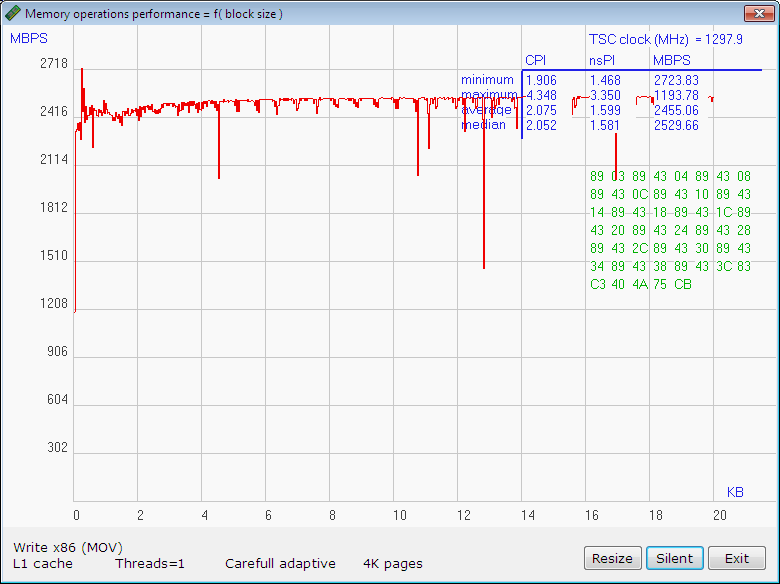 Memory operations performance = f( block size )
MBPS
TSC clock (MHz) = 1297.9
CPI nsPI MBPS
minimum 1.906 1.468 2723.83
maximum 4.348 3.350 1193.78
average 2.075 1.599 2455.06
median 2.052 1.581 2529.66
2718
2416
2114
1812
1510
1208
906
604
302
89 03 89 43 04 89 43 08
89 43 0C 89 43 10 89 43
14 89 43 18 89 43 1C 89
43 20 89 43 24 89 43 28
89 43 2C 89 43 30 89 43
34 89 43 38 89 43 3C 83
C3 40 4A 75 CB
KB
0 2 4 6 8 10 12 14 16 18 20
Write x86 (MOV)
L1 cache Threads=1 Carefull adaptive 4K pages
Resize Silent Exit